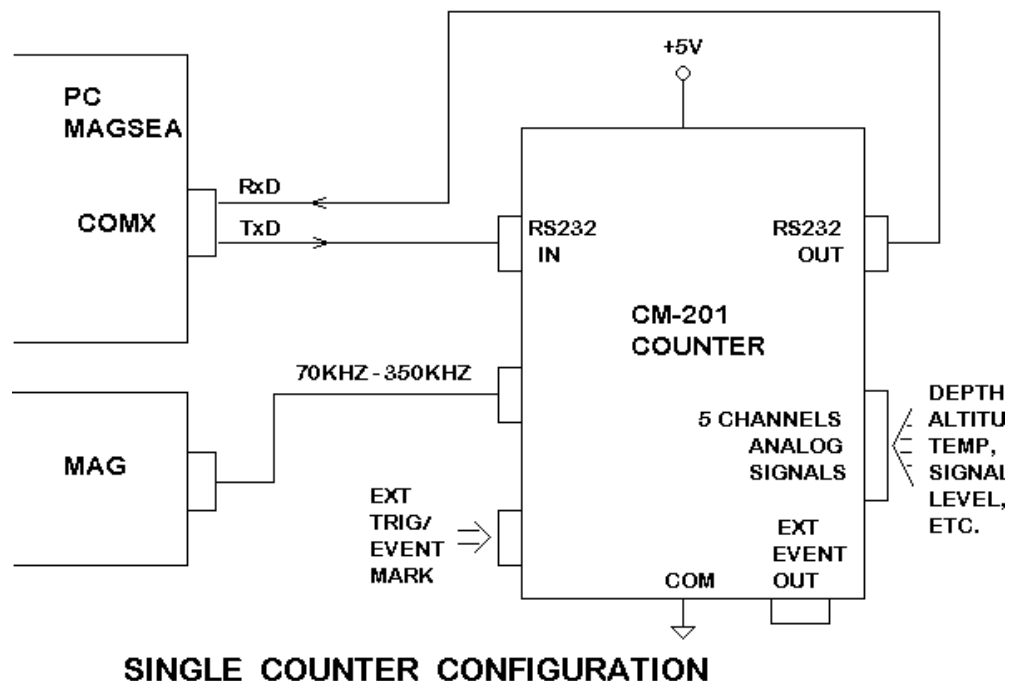 +5V
PC
MAGSEA
COMX
RxD
TxD
RS232
IN
RS232
OUT
CM-201
COUNTER
70KHZ - 350KHZ
MAG
5 CHANNELS
ANALOG
SIGNALS
DEPTH
ALTITU
TEMP,
SIGNAL
LEVEL,
ETC.
EXT
TRIG/
EVENT
MARK
EXT
EVENT
OUT
COM
SINGLE COUNTER CONFIGURATION